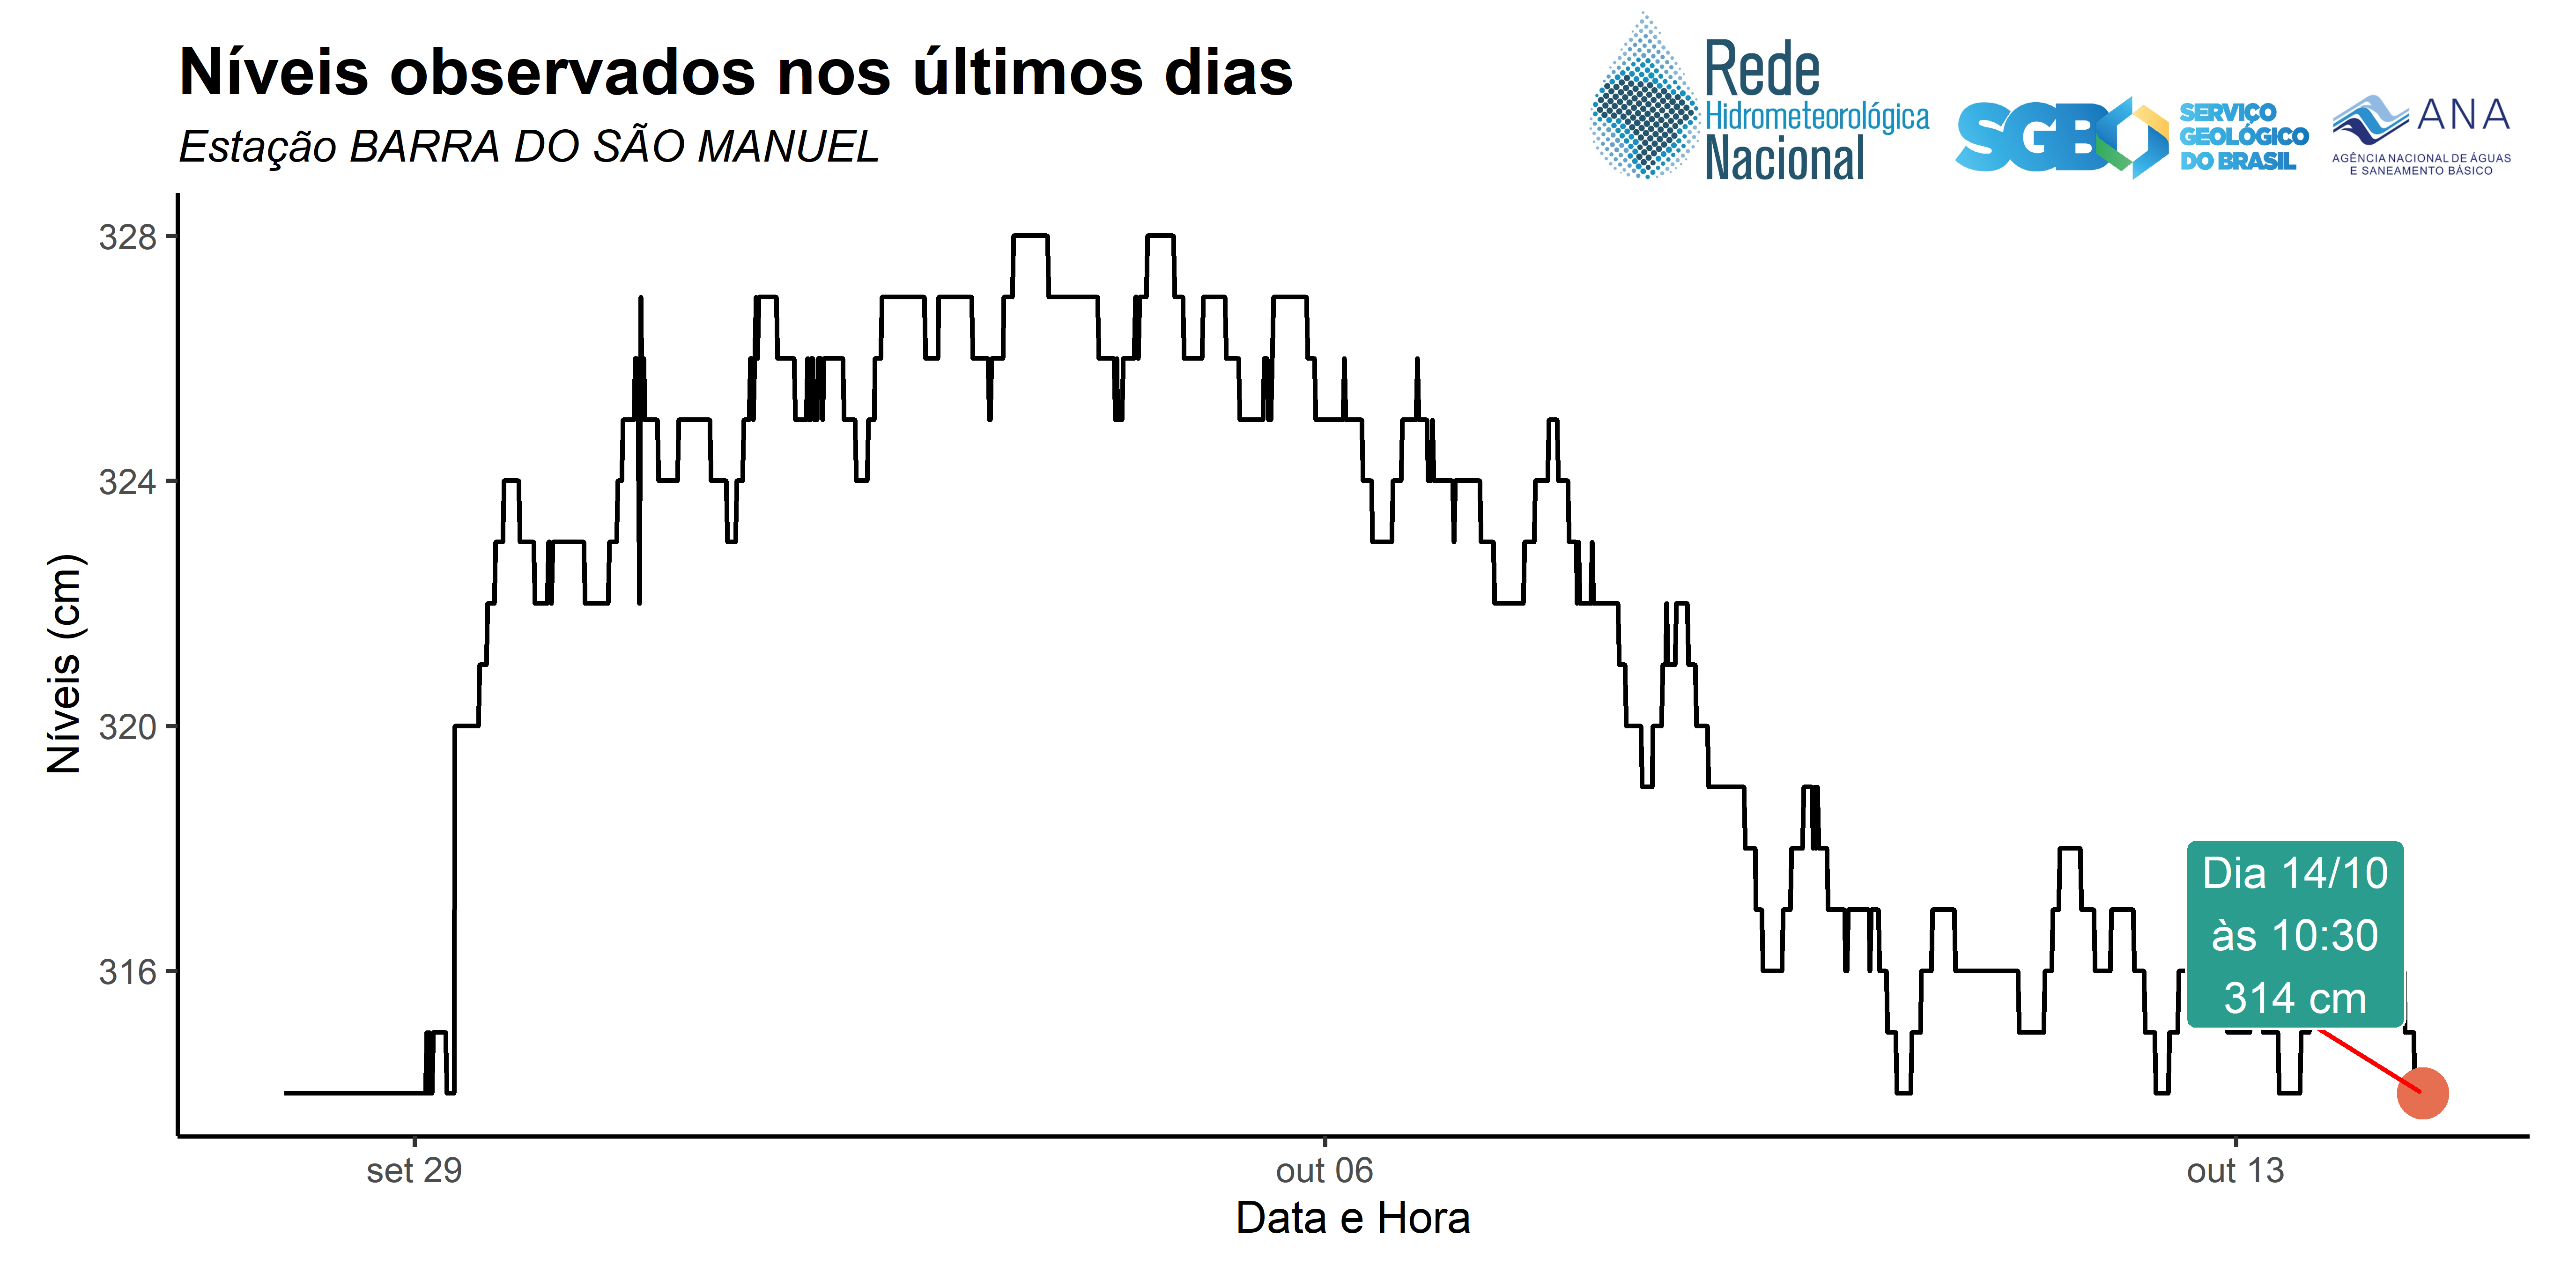 Níveis observados nos últimos dias
Estação BARRA DO SÃO MANUEL
Rede
Hidrometeorológica
Nacional
SGB
SERVIÇO
GEOLÓGICO
DO BRASIL
ANA
AGÊNCIA NACIONAL DE ÁGUAS
E SANEAMENTO BÁSICO
Níveis (cm)
328
324
320
316
Dia 14/10
às 10:30
314 cm
set 29
out 06
out 13
Data e Hora